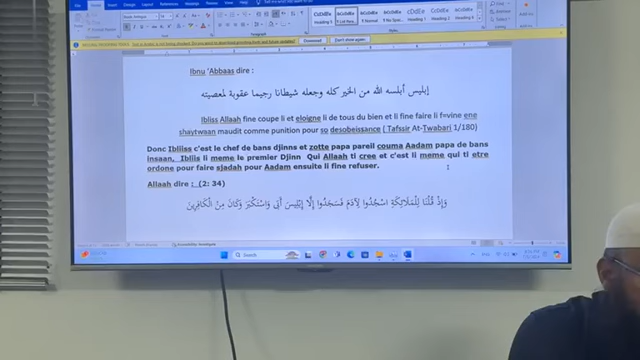 Ibnu 'Abbaas dire :
إبليس أبلسه الله من الخير كله وجعله شيطانا رجيما عقوبة لمعصيته
Ibliss Allaah fine coupe li et eloigne li de tous du bien et li fine faire li f=vine ene
shaytwaan maudit comme punition pour so desobeissance ( Tafssir At-Twabari 1/180)
Donc Ibliiss c'est le chef de bans djinns et zotte papa pareil couma Aadam papa de bans
insaan, Ibliis li meme le premier Djinn Qui Allaah ti cree et c'est li meme qui ti etre
ordone pour faire sjadah pour Aadam ensuite li fine refuser.
Allaah dire : (2: 34)
وَإِذْ قُلْنَا لِلْمَلَائِكَةِ اسْجُدُوا لِآدَمَ فَسَجَدُوا إِلَّا إِبْلِيسَ أَبَى وَاسْتَكْبَرَ وَكَانَ مِنَ الْكَافِرِينَ
Search